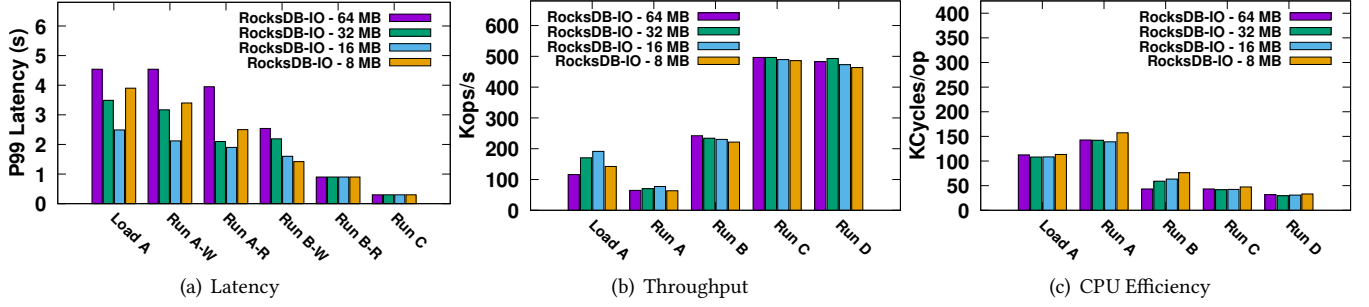 P99 Latency (s)
6
5
4
3
2
1
0
RocksDB-IO - 64 MB
RocksDB-IO - 32 MB
RocksDB-IO - 16 MB
RocksDB-IO - 8 MB
Load A
Run A-W
Run A-R
Run B-W
Run B-R
Run C
(a) Latency
Kops/s
600
500
400
300
200
100
0
RocksDB-IO - 64 MB
RocksDB-IO - 32 MB
RocksDB-IO - 16 MB
RocksDB-IO - 8 MB
Load A
Run A
Run B
Run C
Run D
(b) Throughput
KCycles/op
400
350
300
250
200
150
100
50
0
RocksDB-IO - 64 MB
RocksDB-IO - 32 MB
RocksDB-IO - 16 MB
RocksDB-IO - 8 MB
Load A
Run A
Run B
Run C
Run D
(c) CPU Efficiency